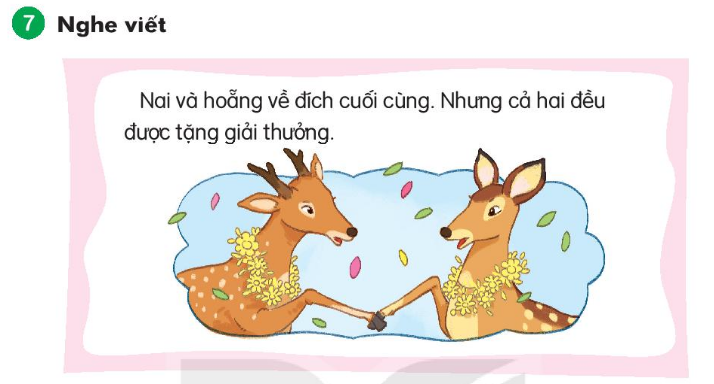 7 Nghe viết
Nai và hoẵng về đích cuối cùng. Nhưng cả hai đều
được tặng giải thưởng.